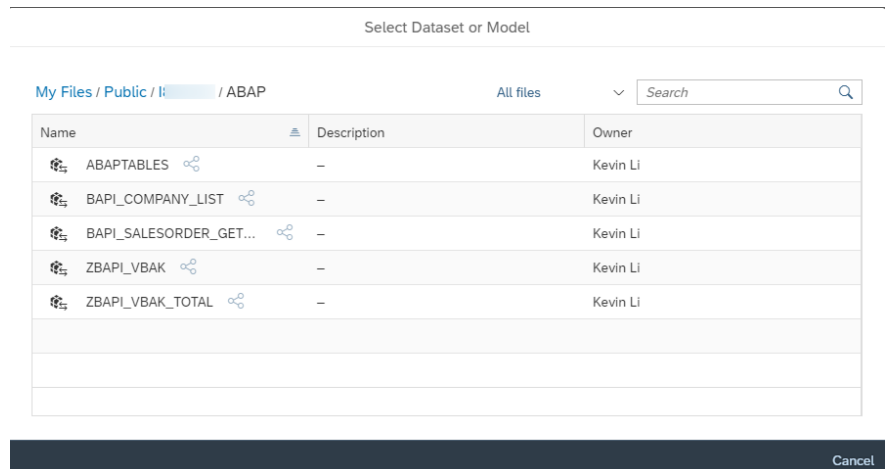 Select Dataset or Model
My Files / Public / / ABAP All files Search
Name Description Owner
ABAPTABLES – Kevin Li
BAPI_COMPANY_LIST – Kevin Li
BAPI_SALESORDER_GET... – Kevin Li
ZBAPI_VBAK – Kevin Li
ZBAPI_VBAK_TOTAL – Kevin Li
Cancel